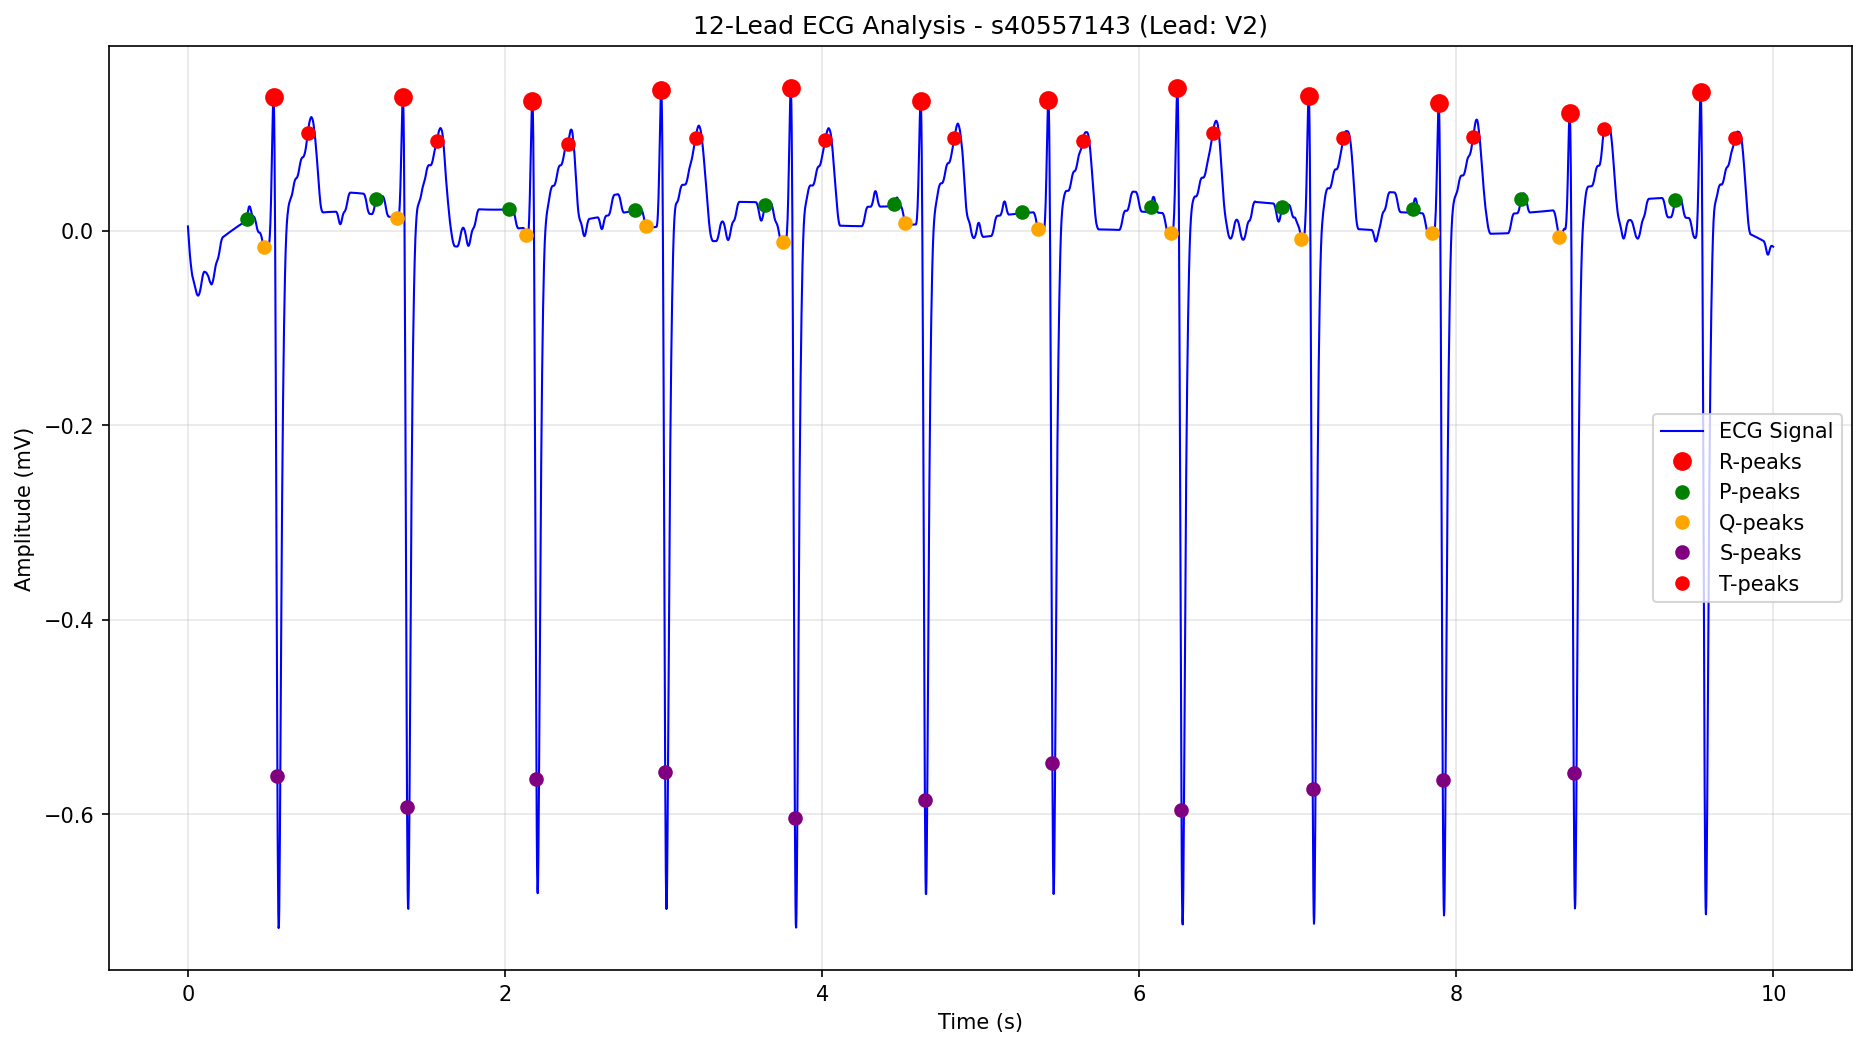 12-Lead ECG Analysis - s40557143 (Lead: V2)
Amplitude (mV)
0.0
−0.2
−0.4
−0.6
ECG Signal
R-peaks
P-peaks
Q-peaks
S-peaks
T-peaks
0 2 4 6 8 10
Time (s)